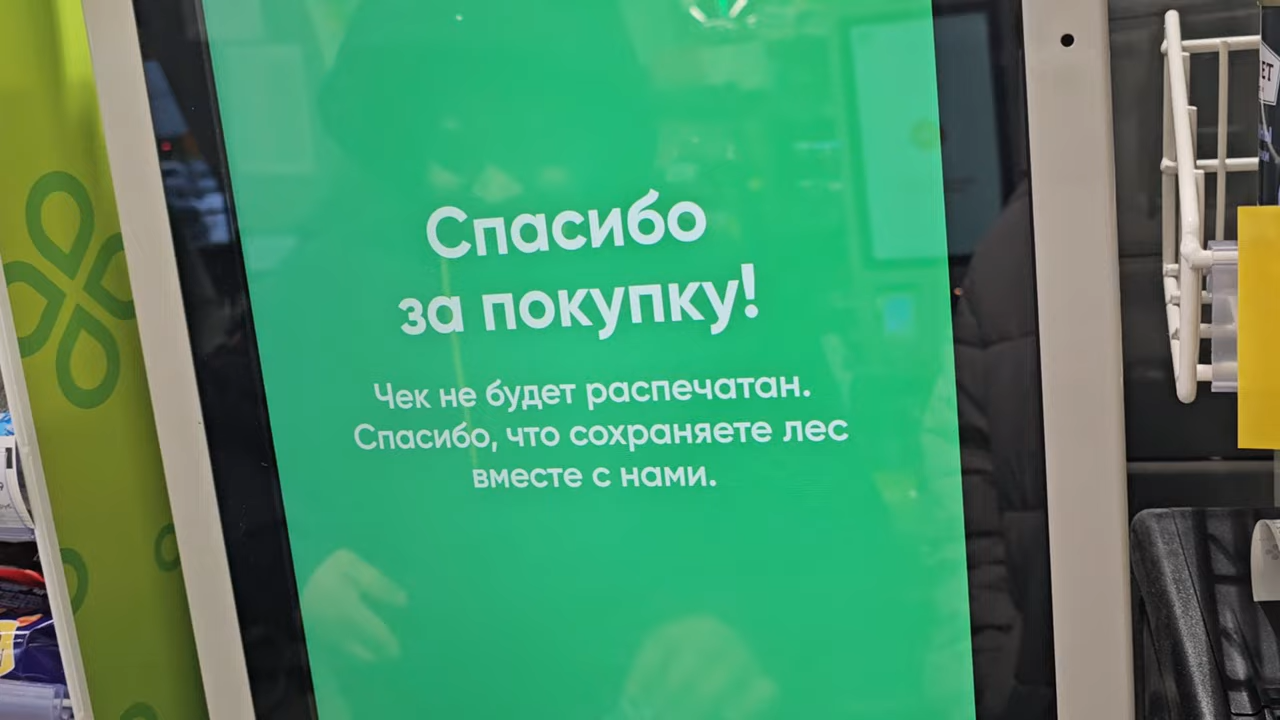 Спасибо
за покупку!
Чек не будет распечатан.
Спасибо, что сохраняете лес
вместе с нами.